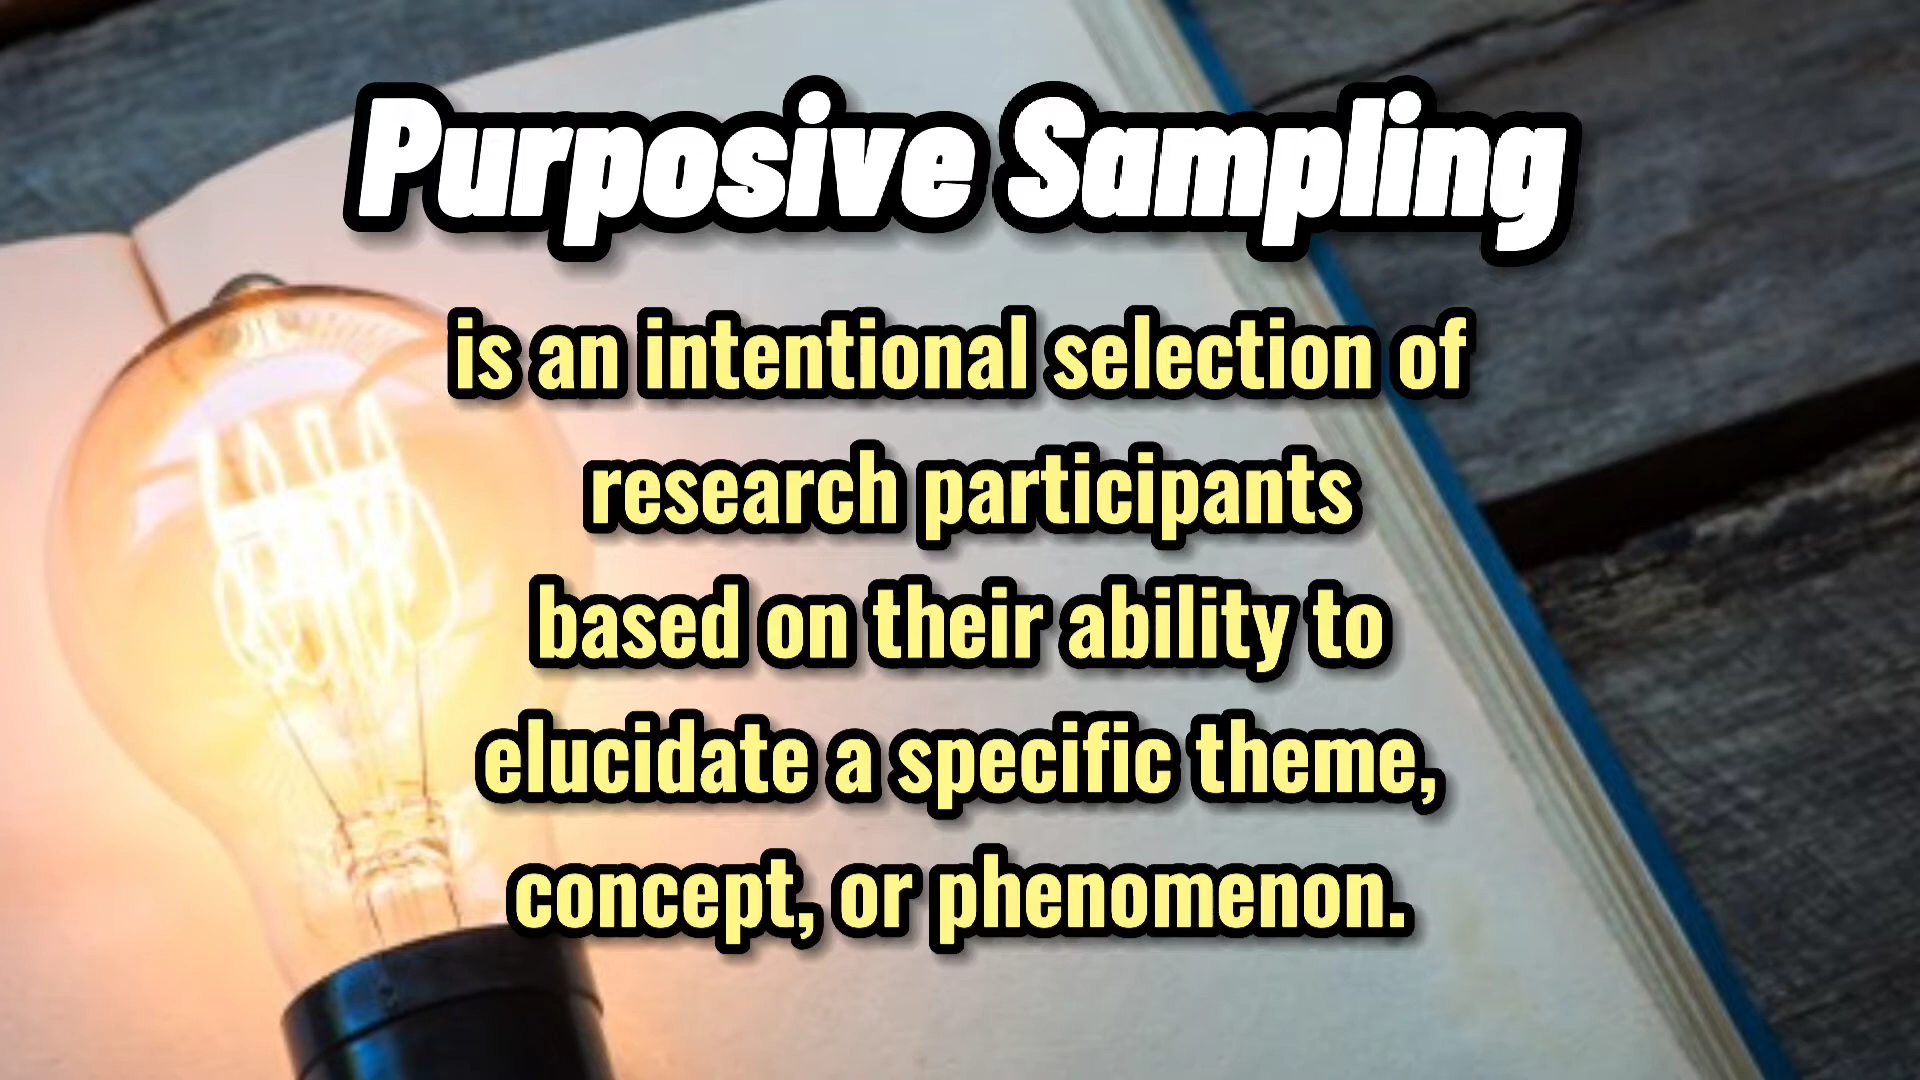 Purposive Sampling
is an intentional selection of
research participants
based on their ability to
elucidate a specific theme,
concept, or phenomenon.